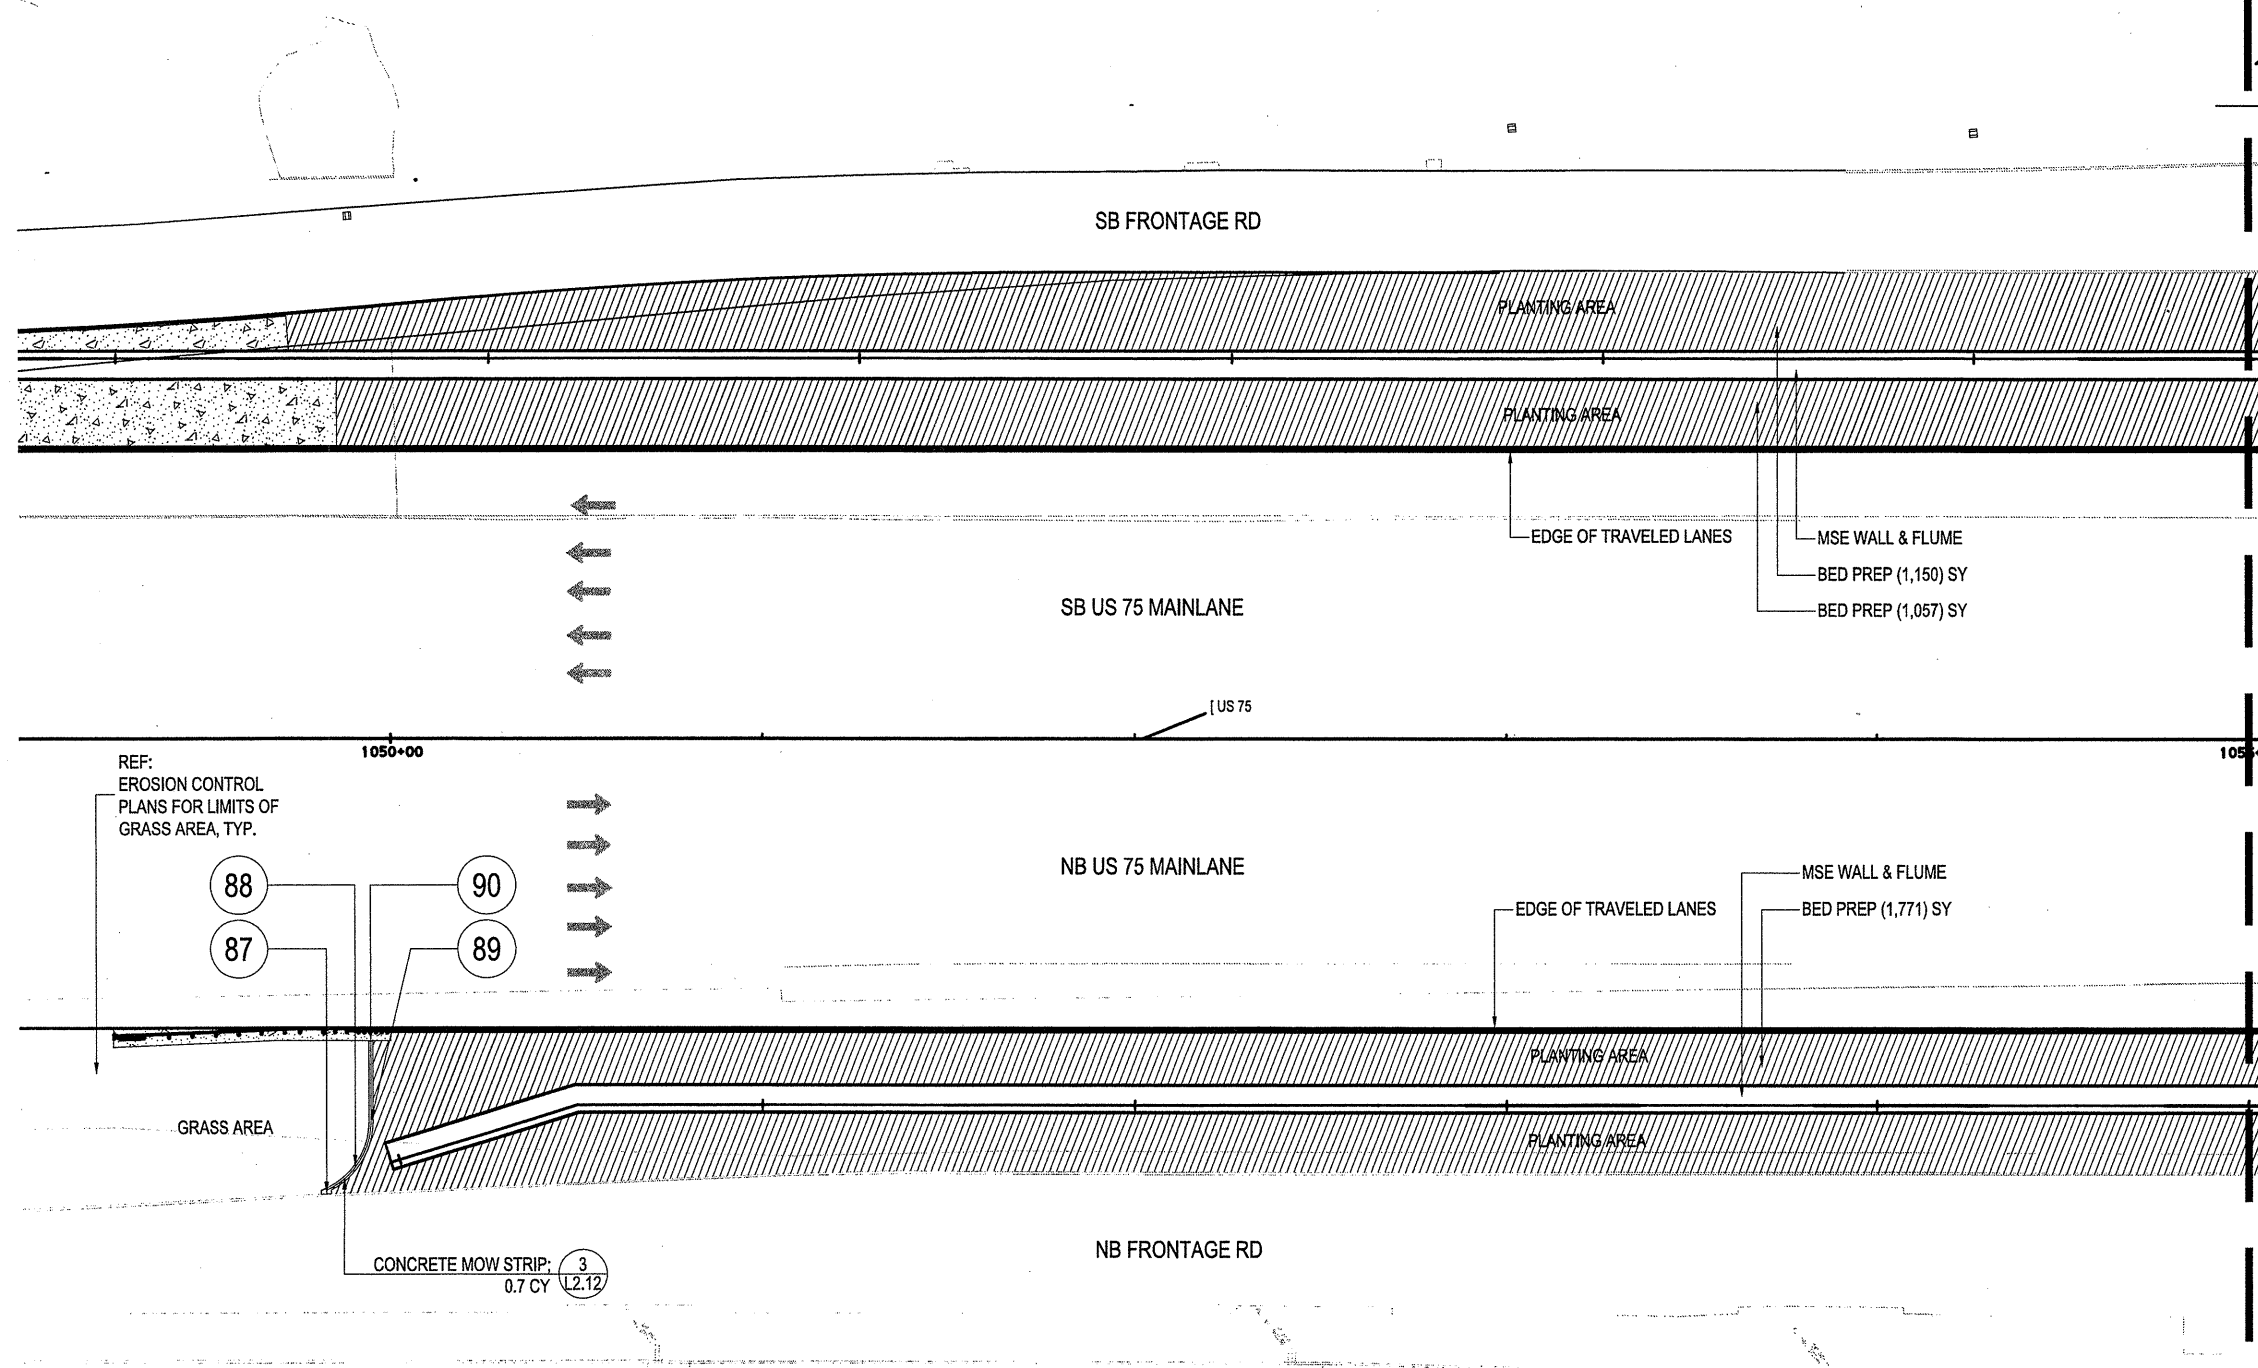 SB FRONTAGE RD
PLANTING AREA
PLANTING AREA
EDGE OF TRAVELED LANES
MSE WALL & FLUME
BED PREP (1,150) SY
BED PREP (1,057) SY
SB US 75 MAINLANE
[ US 75
1050+00
REF:
EROSION CONTROL
PLANS FOR LIMITS OF
GRASS AREA, TYP.
88
90
87
89
NB US 75 MAINLANE
MSE WALL & FLUME
EDGE OF TRAVELED LANES
BED PREP (1,771) SY
PLANTING AREA
GRASS AREA
PLANTING AREA
CONCRETE MOW STRIP;
0.7 CY
3
L2.12
NB FRONTAGE RD